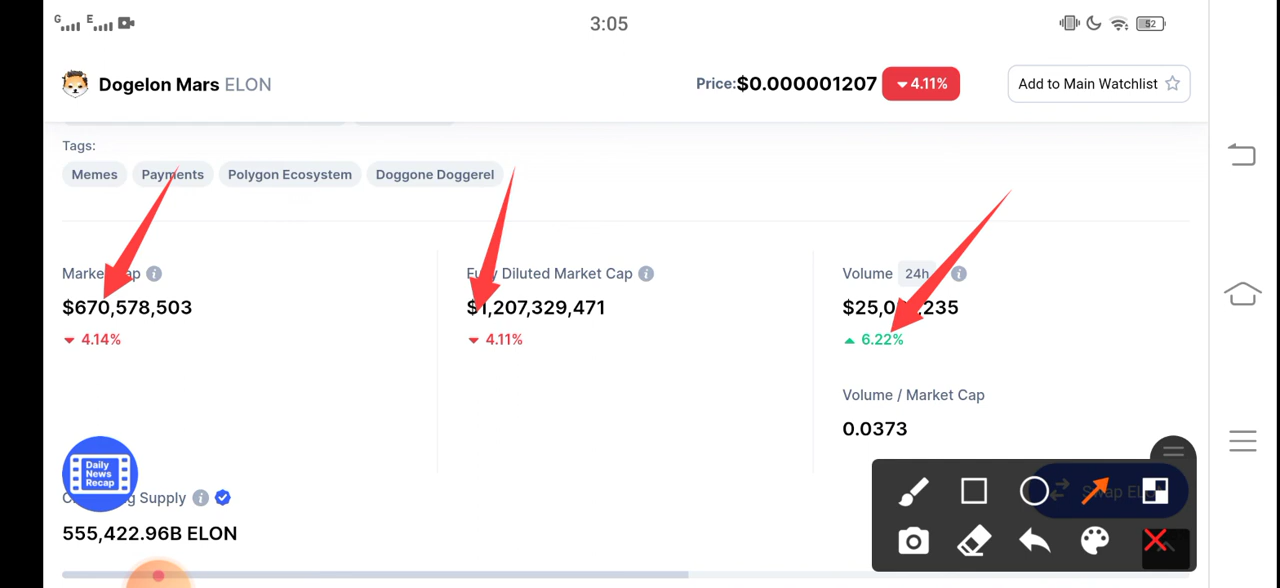 G E 3:05 52
Dogelon Mars ELON Price:$0.000001207 4.11% Add to Main Watchlist
Tags:
Memes Payments Polygon Ecosystem Doggone Doggerel
Market Cap Fully Diluted Market Cap Volume 24h
$670,578,503 $1,207,329,471 $25,0 ,235
4.14% 4.11% 6.22%
Volume / Market Cap
0.0373
Daily
News
Recap
Supply
Swap
555,422.96B ELON